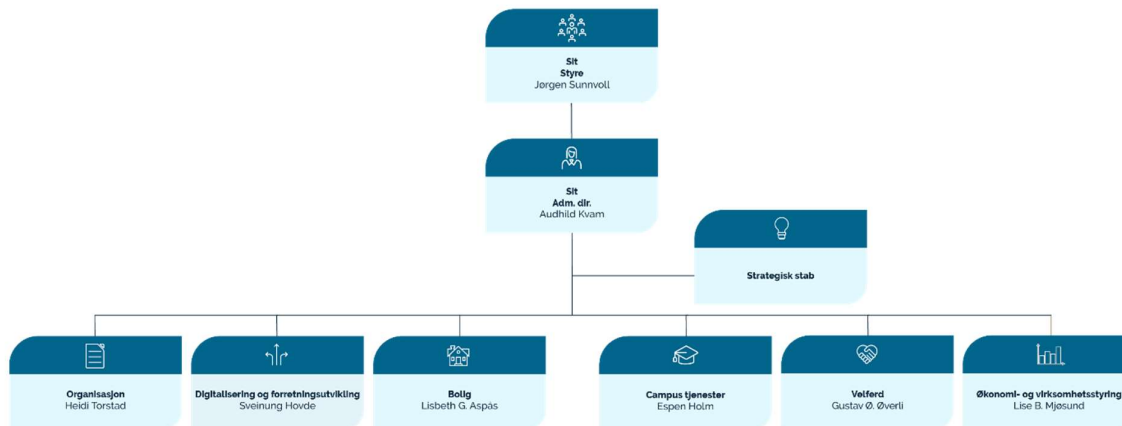 Sit
Styre
Jørgen Sunnvoll
Sit
Adm. dir.
Audhild Kvam
Strategisk stab
Organisasjon
Heidi Torstad
Digitalisering og forretningsutvikling
Sveinung Hovde
Bolig
Lisbeth G. Aspås
Campus tjenester
Espen Holm
Velferd
Gustav Ø. Øverli
Økonomi- og virksomhetsstyring
Lise B. Mjøsund